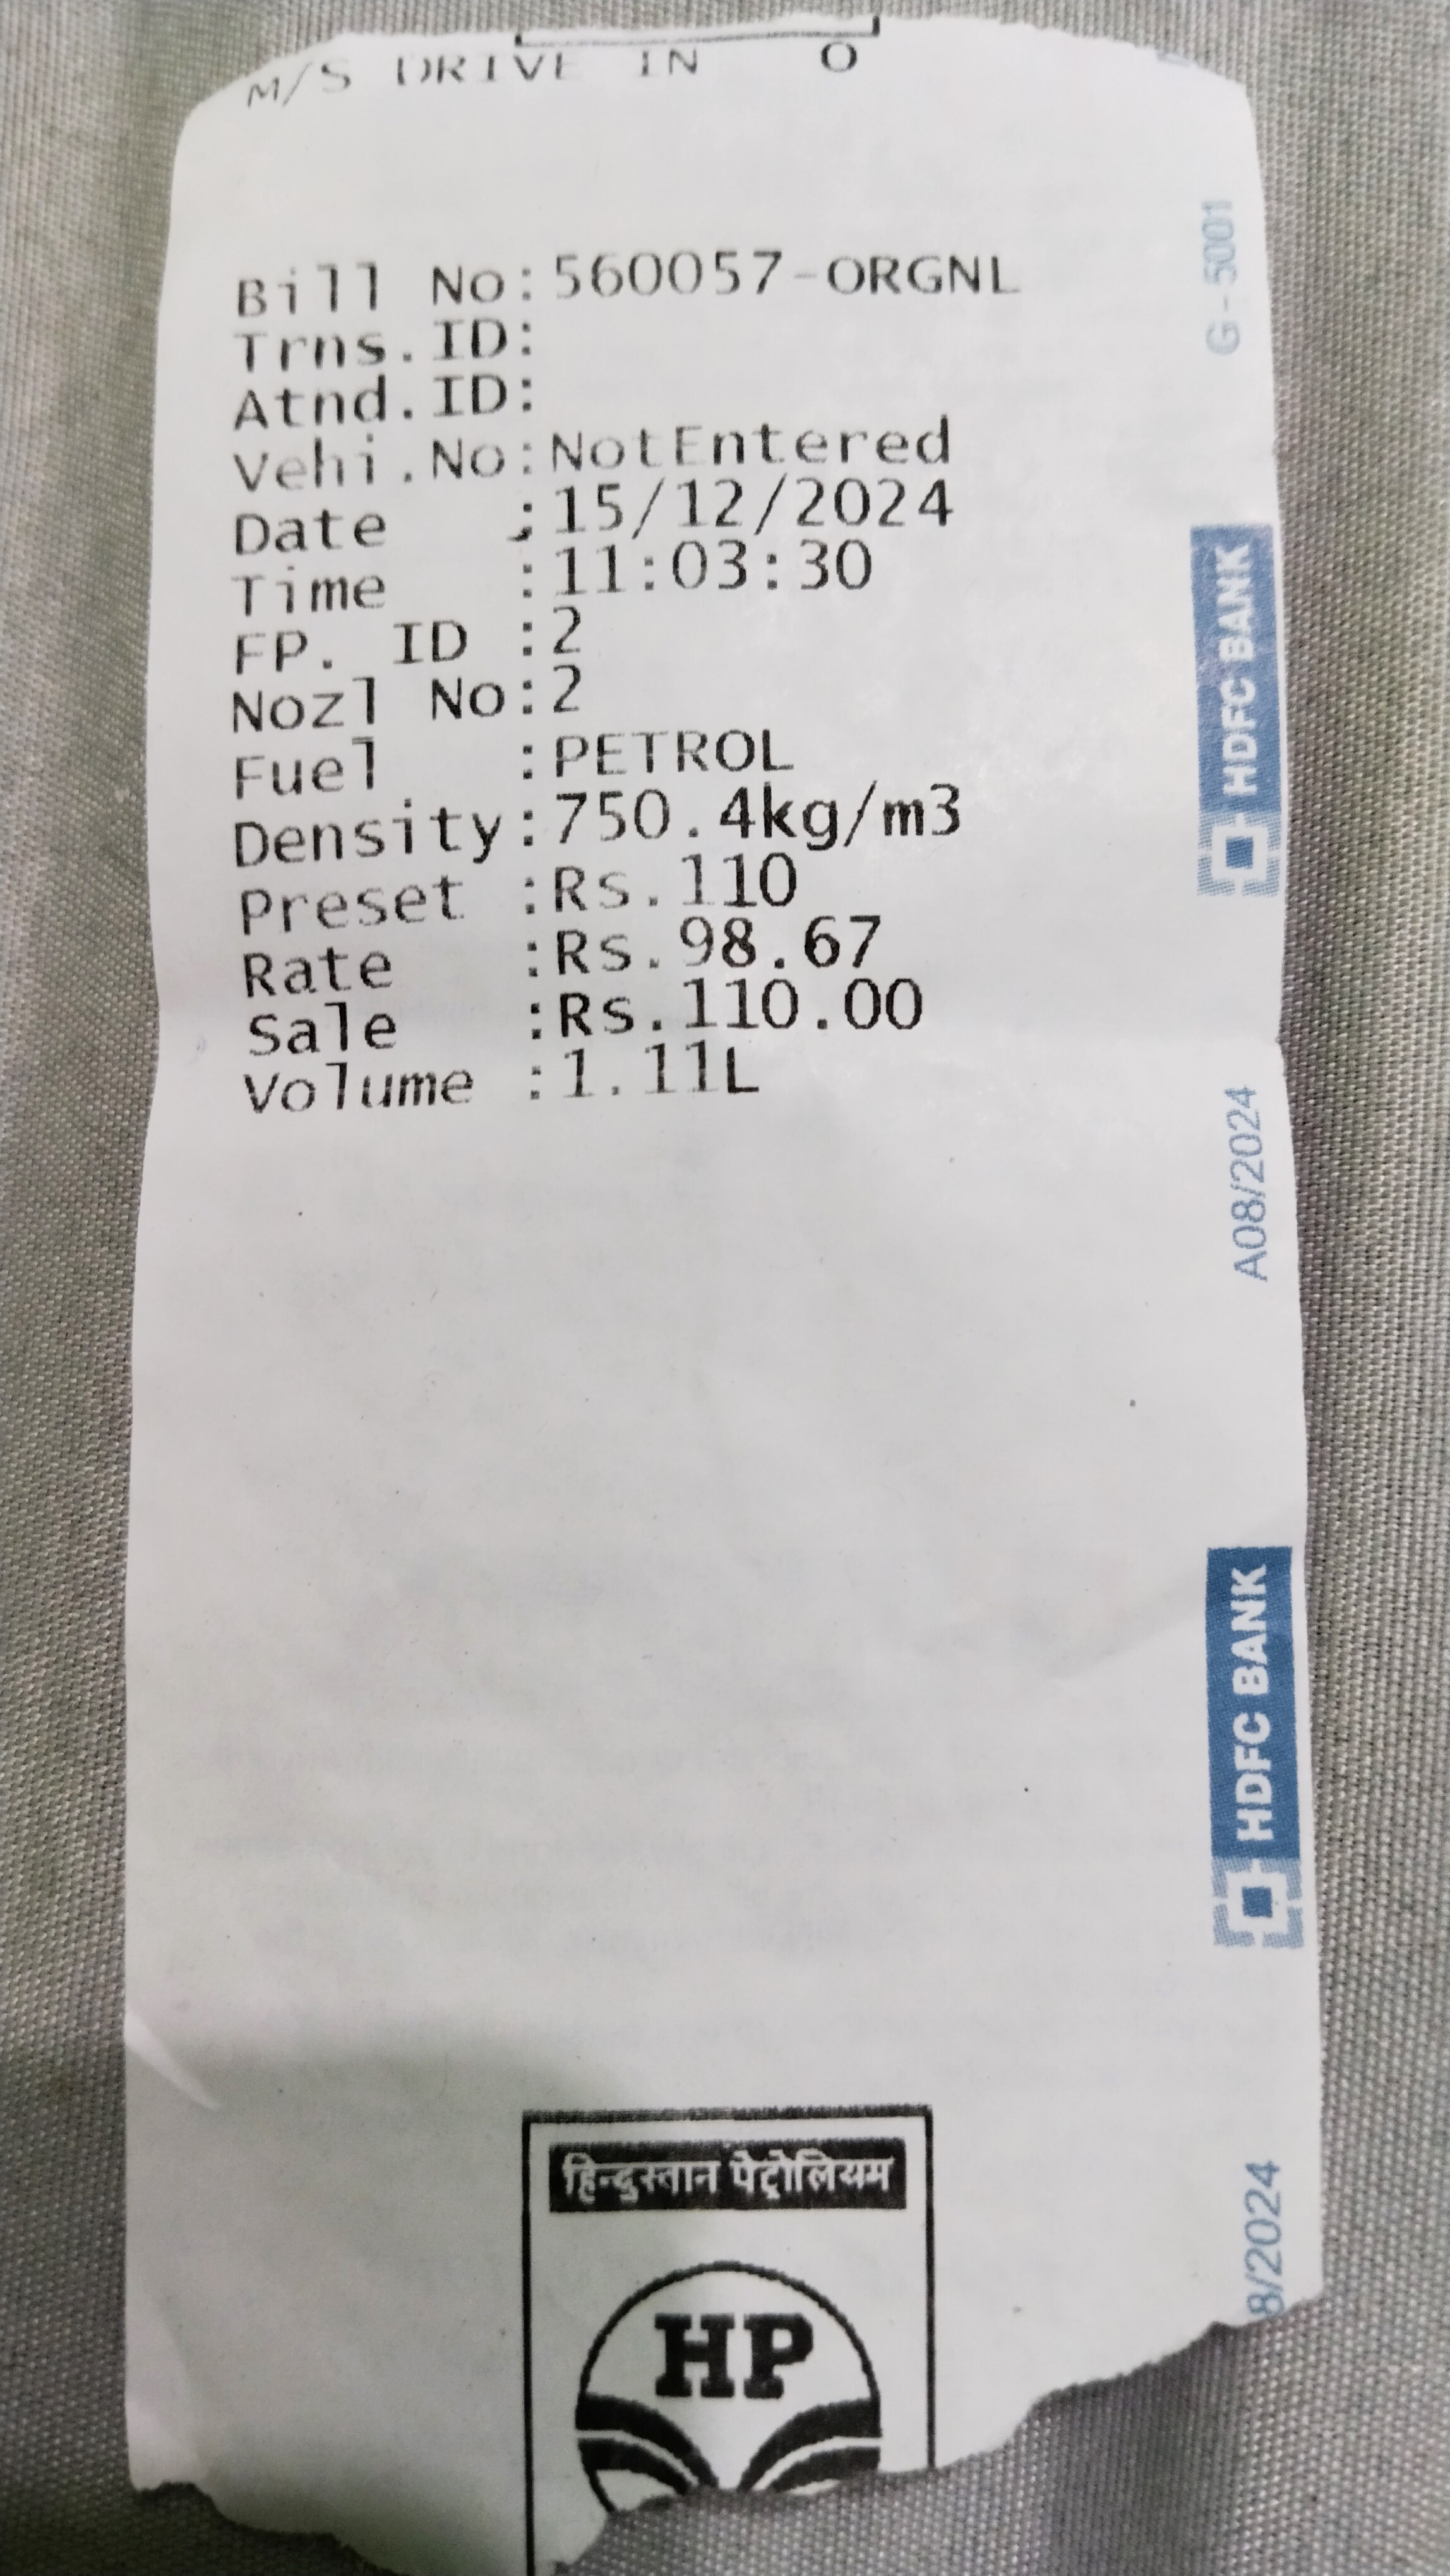 M/S DRIVE IN O
Bill No:560057-ORGNL
Trns.ID:
Atnd.ID:
Vehi.No:NotEntered
Date :15/12/2024
Time :11:03:30
FP. ID :2
Nozl No:2
Fuel :PETROL
Density:750.4kg/m3
Preset :Rs.110
Rate :Rs.98.67
Sale :Rs.110.00
Volume :1.11L
G-5001
HDFC BANK
A08/2024
HDFC BANK
8/2024
हिन्दुस्तान पेट्रोलियम
HP